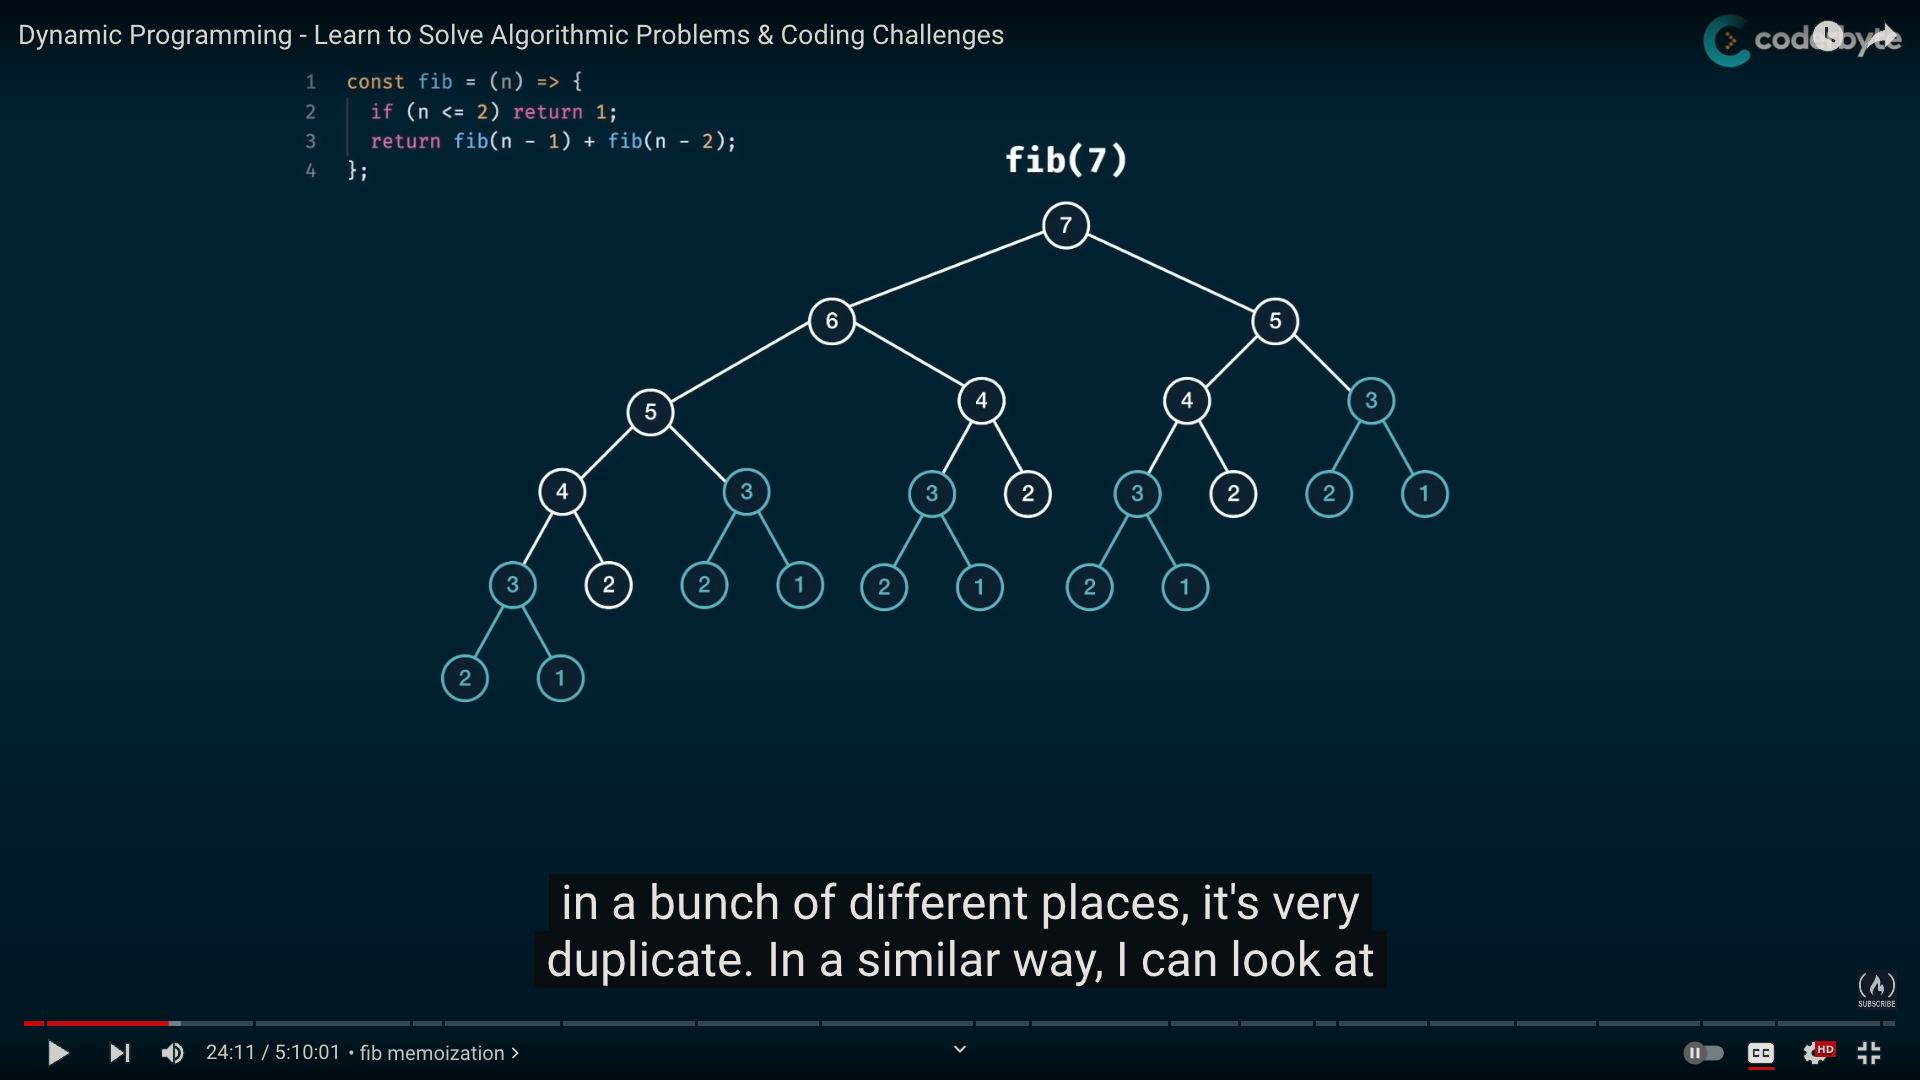 Dynamic Programming - Learn to Solve Algorithmic Problems & Coding Challenges
coderbyte
1 const fib = (n) => {
2 if (n <= 2) return 1;
3 return fib(n - 1) + fib(n - 2);
4 };
fib(7)
7
6 5
5 4 4 3
4 3 3 2 3 2 2 1
3 2 2 1 2 1 2 1
2 1
in a bunch of different places, it's very
duplicate. In a similar way, I can look at
SUBSCRIBE
24:11 / 5:10:01 • fib memoization >
CC
HD